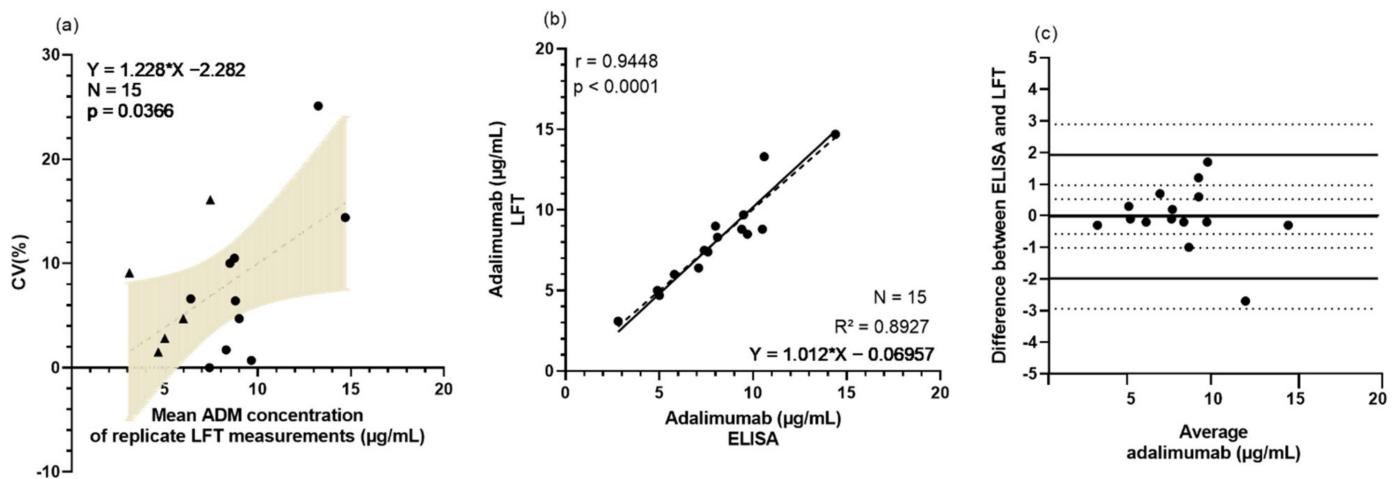 (a)
30
20
10
0
-10
CV(%)
Y = 1.228*X −2.282
N = 15
p = 0.0366
5
10
15
20
Mean ADM concentration
of replicate LFT measurements (µg/mL)
(b)
20
15
10
5
0
Adalimumab (µg/mL)
LFT
r = 0.9448
p < 0.0001
N = 15
R² = 0.8927
Y = 1.012*X − 0.06957
0
5
10
15
20
Adalimumab (µg/mL)
ELISA
(c)
5
4
3
2
1
0
-1
-2
-3
-4
-5
Difference between ELISA and LFT
5
10
15
20
Average
adalimumab (µg/mL)